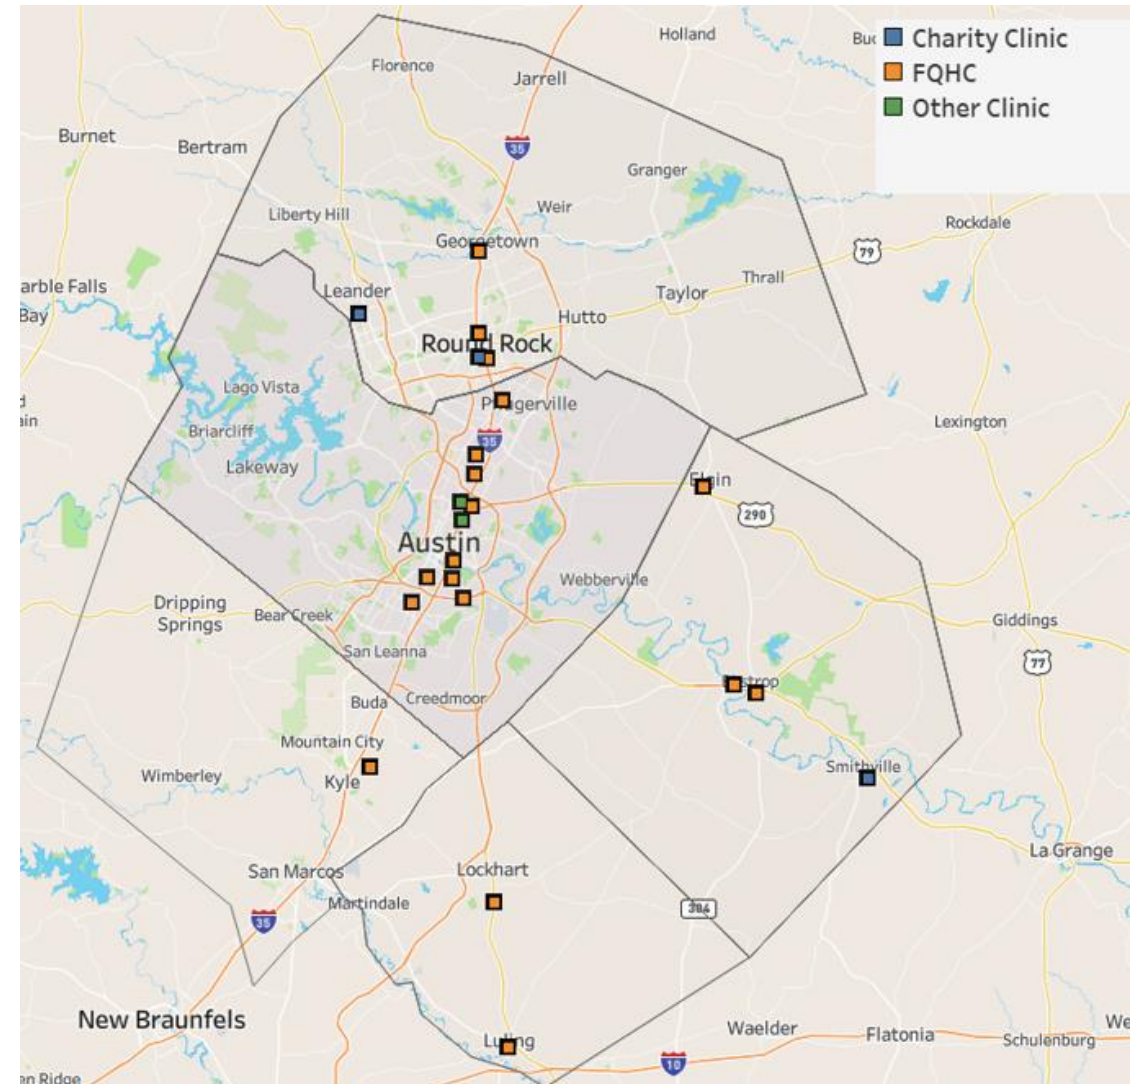 Holland
Charity Clinic
FQHC
Other Clinic
Florence
Jarrell
Burnet
Bertram
35
Granger
Liberty Hill
Weir
Rockdale
Georgetown
79
arble Falls
Bay
Leander
Thrall
Taylor
Hutto
Round Rock
Lago Vista
Pflugerville
Lexington
Briarcliff
35
Lakeway
Elgin
290
Austin
Webberville
Dripping
Springs
Bear Creek
Giddings
San Leanna
77
Bastrop
Buda
Creedmoor
Mountain City
Smithville
Wimberley
Kyle
La Grange
San Marcos
Lockhart
Martindale
304
35
New Braunfels
Waelder
Flatonia
Schulenburg
Luling
10
en Ridge